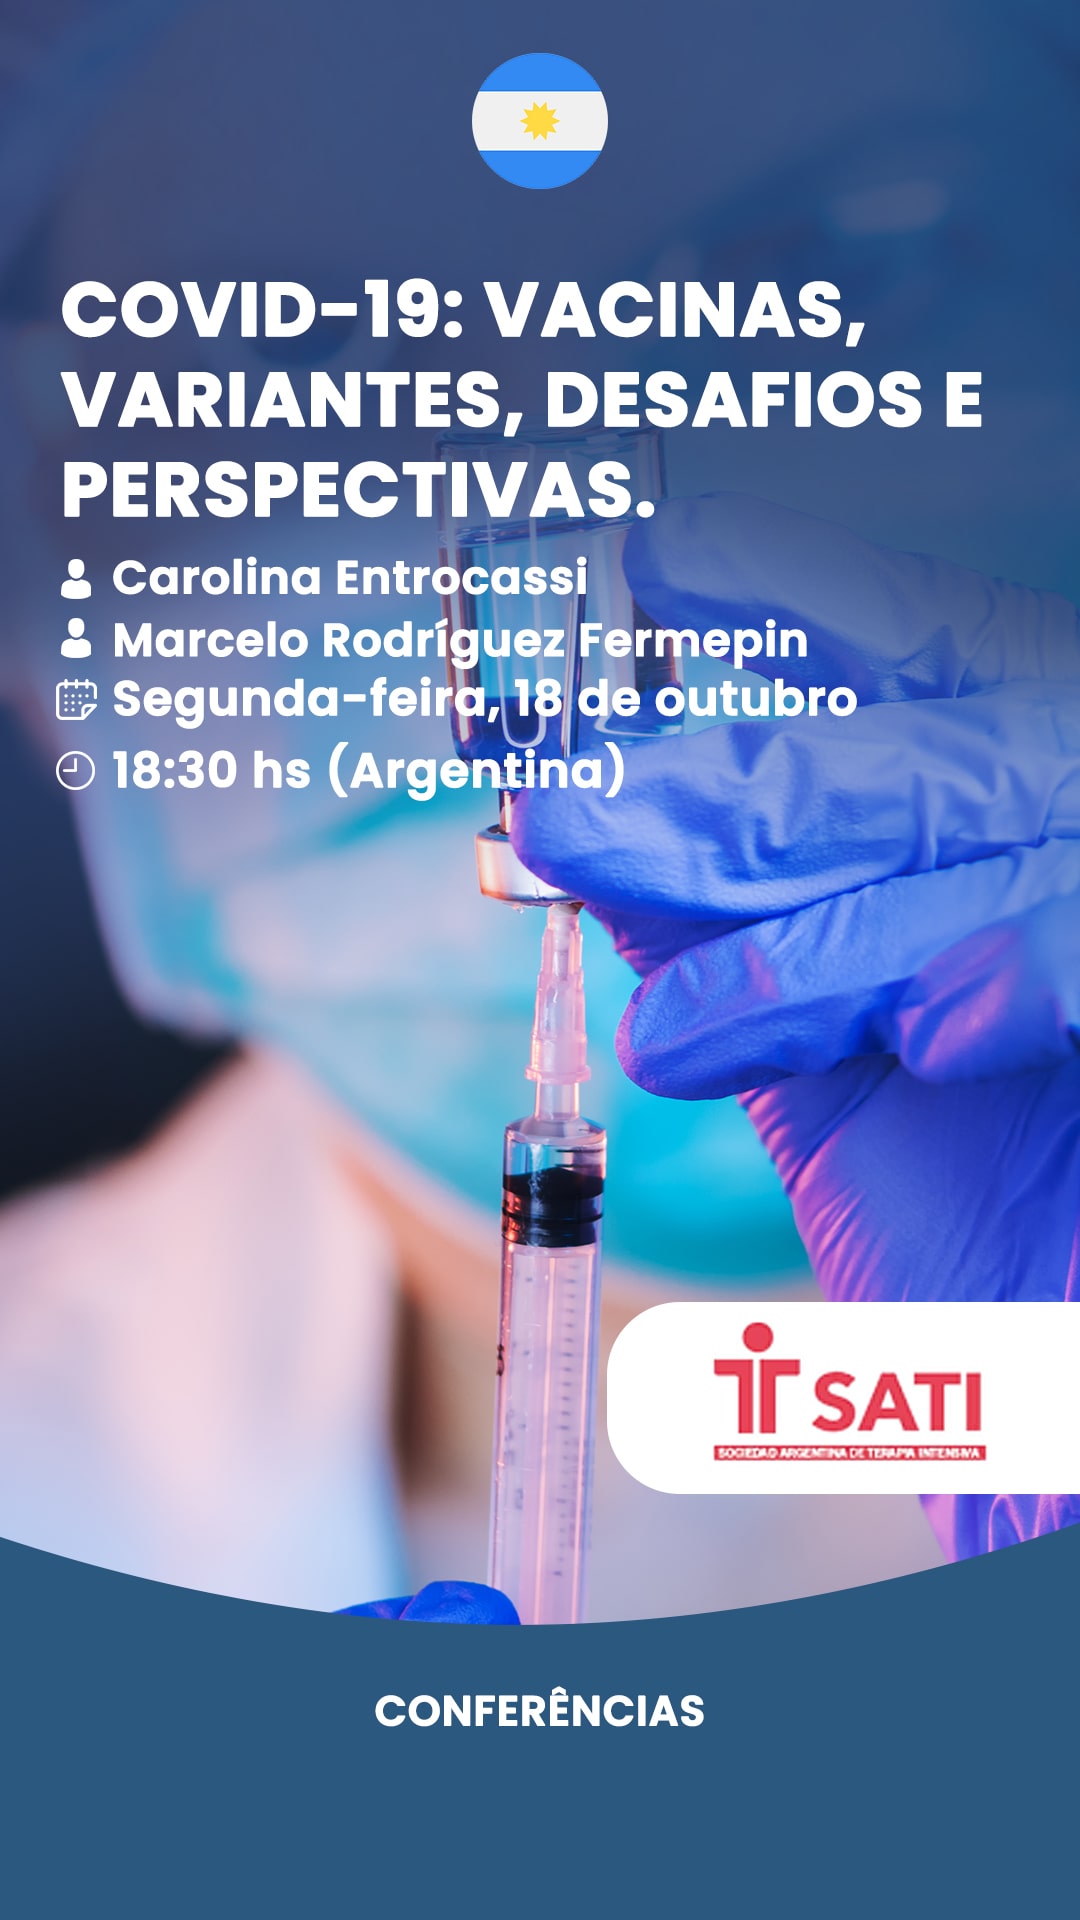 COVID-19: VACINAS,
VARIANTES, DESAFIOS E
PERSPECTIVAS.
Carolina Entrocassi
Marcelo Rodríguez Fermepin
Segunda-feira, 18 de outubro
18:30 hs (Argentina)
SATI
SOCIEDAD ARGENTINA DE TERAPIA INTENSIVA
CONFERÊNCIAS